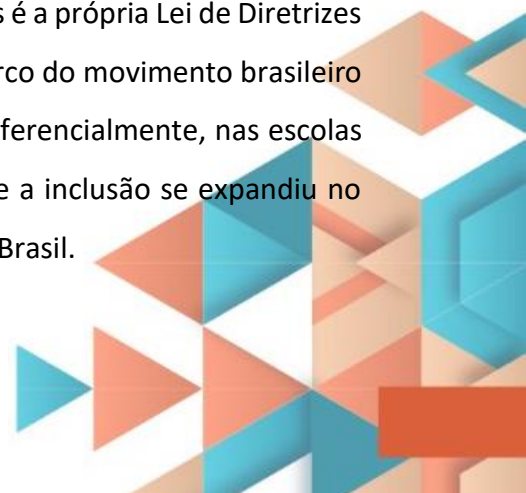 s é a própria Lei de Diretrizes
rco do movimento brasileiro
ferencialmente, nas escolas
e a inclusão se expandiu no
Brasil.